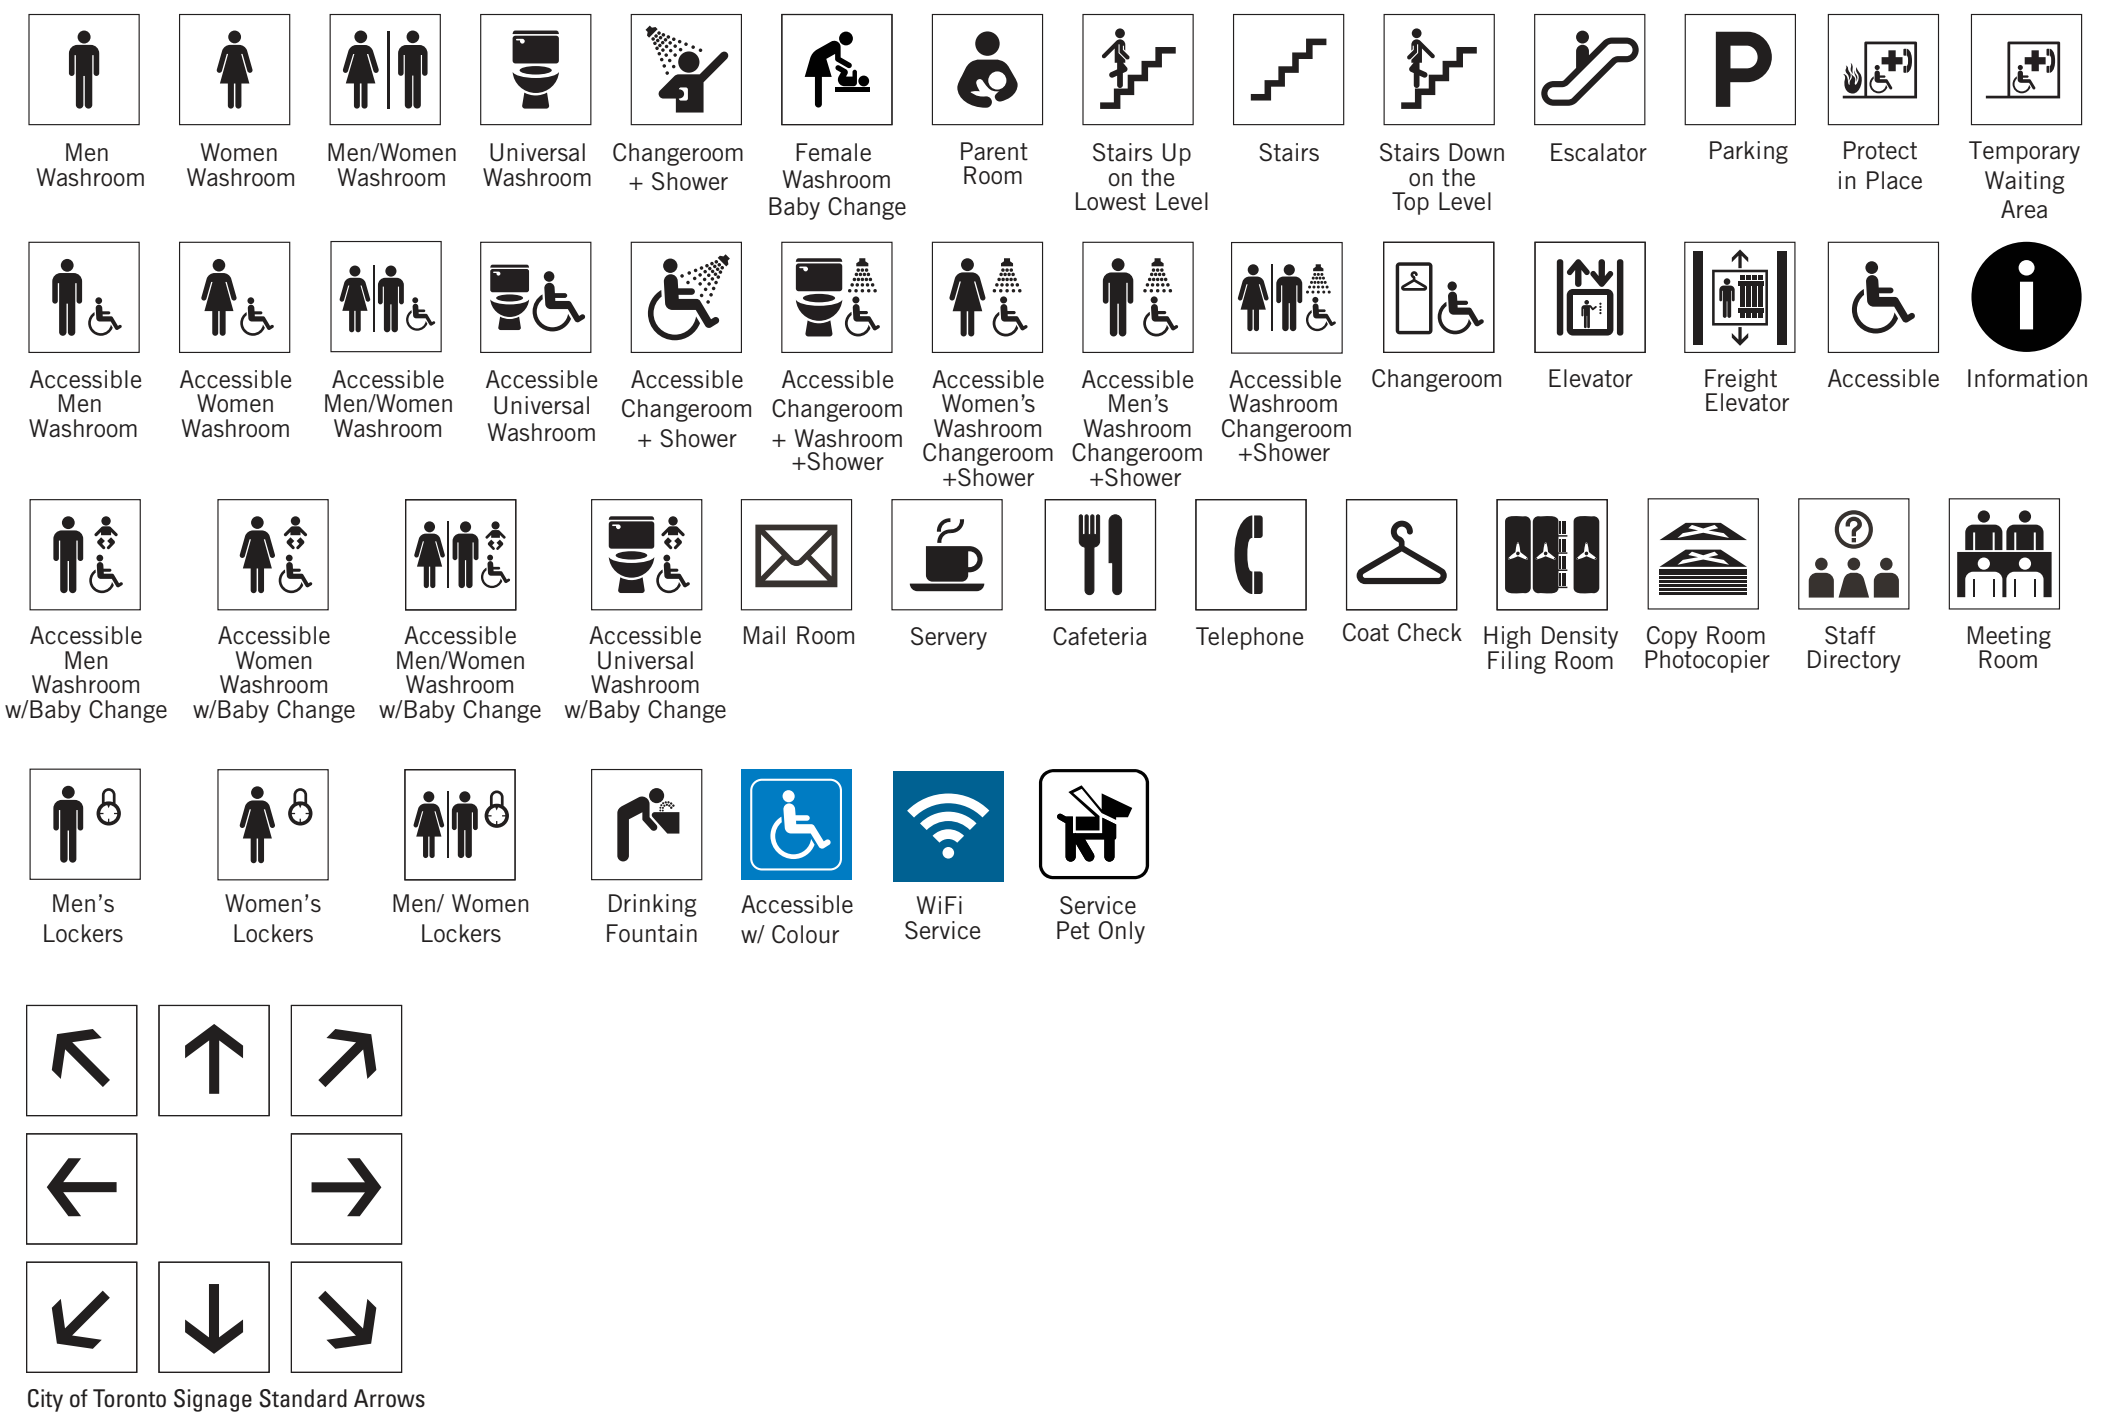 P
Men
Washroom
Women
Washroom
Men/Women
Washroom
Universal
Washroom
Changeroom
+ Shower
Female
Washroom
Baby Change
Parent
Room
Stairs Up
on the
Lowest Level
Stairs
Stairs Down
on the
Top Level
Escalator
Parking
Protect
in Place
Temporary
Waiting
Area
i
Accessible
Men
Washroom
Accessible
Women
Washroom
Accessible
Men/Women
Washroom
Accessible
Universal
Washroom
Accessible
Changeroom
+ Shower
Accessible
Changeroom
+ Washroom
+Shower
Accessible
Women's
Washroom
Changeroom
+Shower
Accessible
Men's
Washroom
Changeroom
+Shower
Accessible
Washroom
Changeroom
+Shower
Changeroom
Elevator
Freight
Elevator
Accessible
Information
?
Accessible
Men
Washroom
w/Baby Change
Accessible
Women
Washroom
w/Baby Change
Accessible
Men/Women
Washroom
w/Baby Change
Accessible
Universal
Washroom
w/Baby Change
Mail Room
Servery
Cafeteria
Telephone
Coat Check
High Density
Filing Room
Copy Room
Photocopier
Staff
Directory
Meeting
Room
Men's
Lockers
Women's
Lockers
Men/ Women
Lockers
Drinking
Fountain
Accessible
w/ Colour
WiFi
Service
Service
Pet Only
City of Toronto Signage Standard Arrows